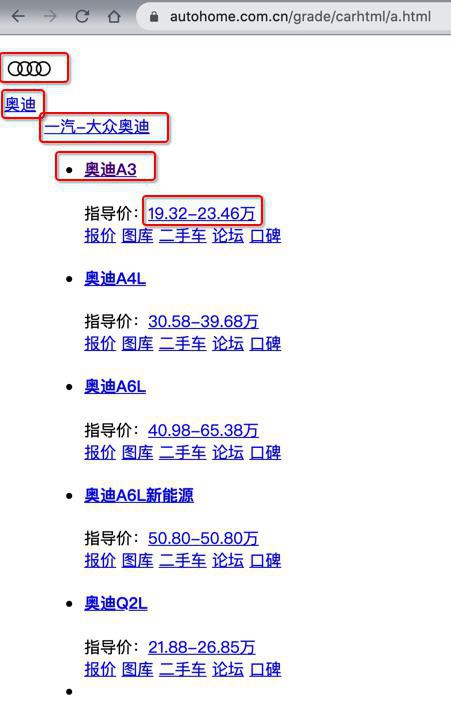 autohome.com.cn/grade/carhtml/a.html
奥迪
一汽-大众奥迪
奥迪A3
指导价：19.32-23.46万
报价 图库 二手车 论坛 口碑
奥迪A4L
指导价：30.58-39.68万
报价 图库 二手车 论坛 口碑
奥迪A6L
指导价：40.98-65.38万
报价 图库 二手车 论坛 口碑
奥迪A6L新能源
指导价：50.80-50.80万
报价 图库 二手车 论坛 口碑
奥迪Q2L
指导价：21.88-26.85万
报价 图库 二手车 论坛 口碑